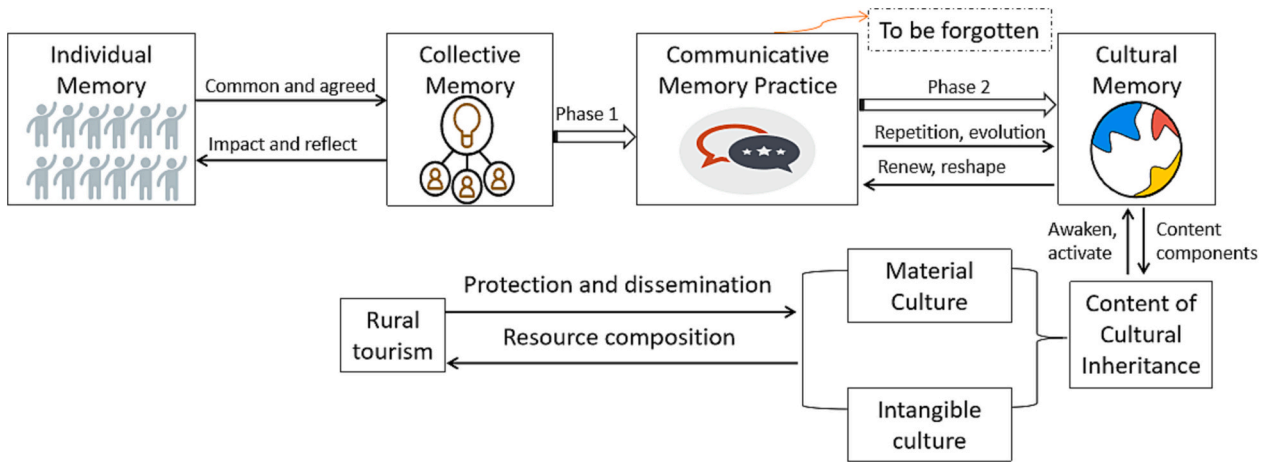 To be forgotten
Individual
Memory
Common and agreed
Impact and reflect
Collective
Memory
Phase 1
Communicative
Memory Practice
Phase 2
Repetition, evolution
Renew, reshape
Cultural
Memory
Awaken,
activate
Content
components
Rural
tourism
Protection and dissemination
Resource composition
Material
Culture
Intangible
culture
Content of
Cultural
Inheritance